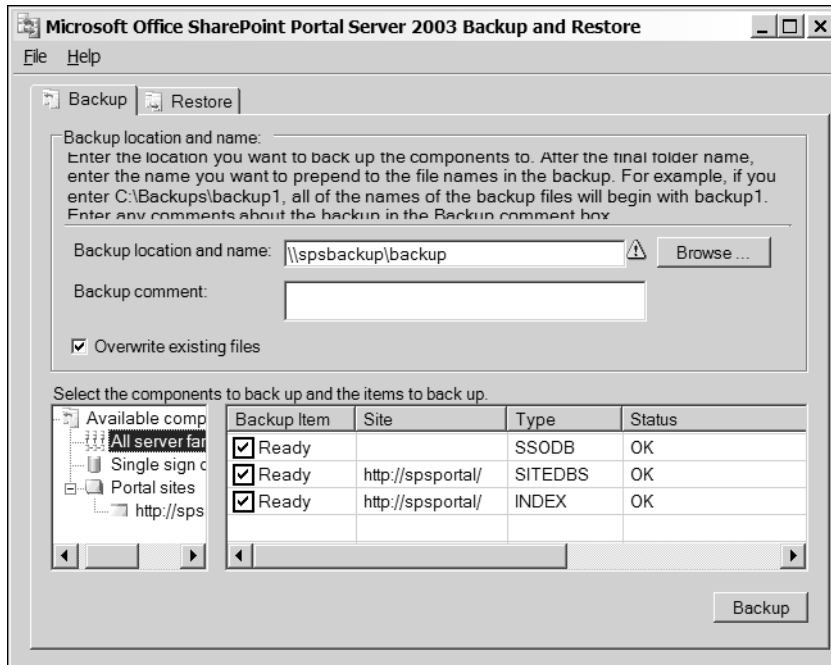 Microsoft Office SharePoint Portal Server 2003 Backup and Restore
File Help
Backup Restore
Backup location and name:
Enter the location you want to back up the components to. After the final folder name,
enter the name you want to prepend to the file names in the backup. For example, if you
enter C:\Backups\backup1, all of the names of the backup files will begin with backup1.
Enter any comments about the backup in the Backup comment box
Backup location and name: \\spsbackup\backup Browse ...
Backup comment:
Overwrite existing files
Select the components to back up and the items to back up.
Available comp
All server far
Single sign o
Portal sites
http://sps
Backup Item Site Type Status
Ready SSODB OK
Ready http://spsportal/ SITEDBS OK
Ready http://spsportal/ INDEX OK
Backup